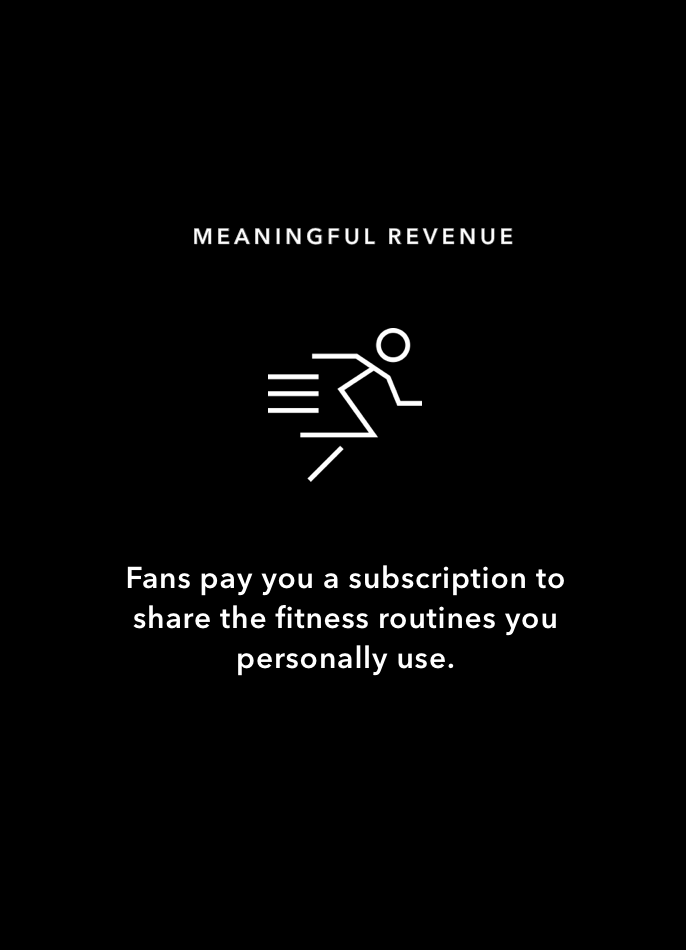 MEANINGFUL REVENUE
Fans pay you a subscription to
share the fitness routines you
personally use.